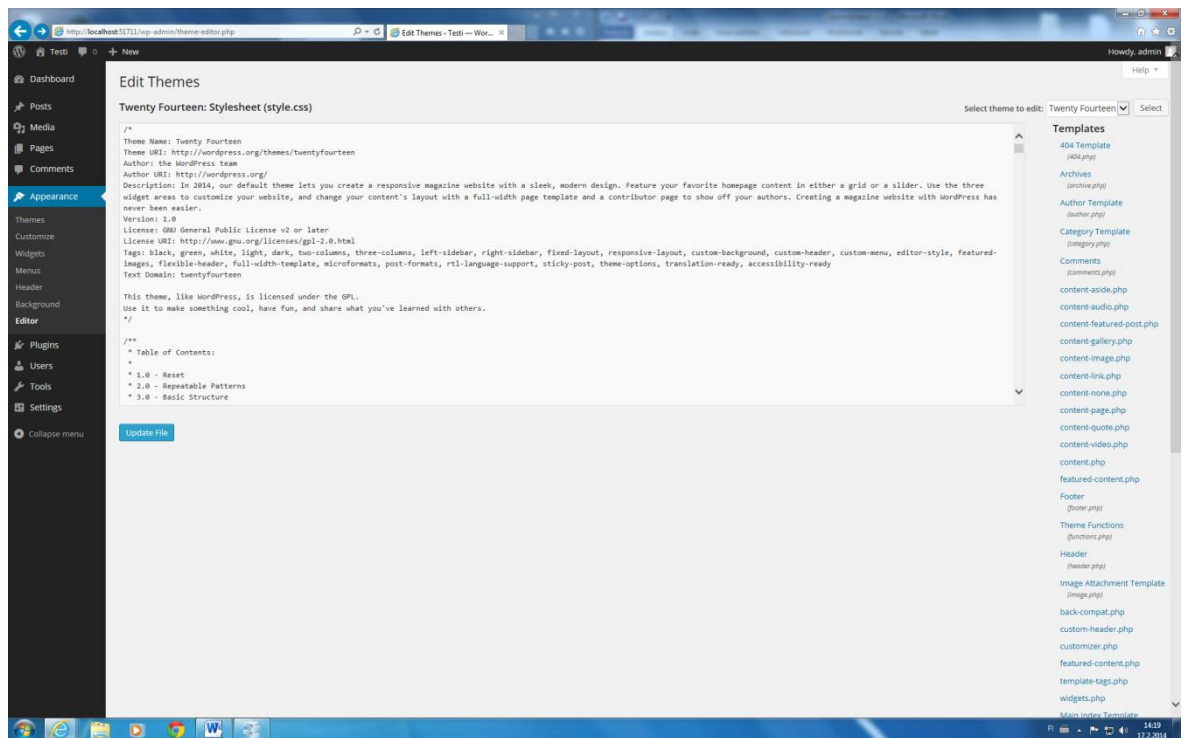 http://localhost:51711/wp-admin/theme-editor.php
Edit Themes ‹ Testi — Wor...
Testi 0 + New
Howdy, admin
Help
Dashboard
Posts
Media
Pages
Comments
Appearance
Themes
Customize
Widgets
Menus
Header
Background
Editor
Plugins
Users
Tools
Settings
Collapse menu
Edit Themes
Twenty Fourteen: Stylesheet (style.css)
Select theme to edit: Twenty Fourteen Select
/*
Theme Name: Twenty Fourteen
Theme URI: http://wordpress.org/themes/twentyfourteen
Author: the WordPress team
Author URI: http://wordpress.org/
Description: In 2014, our default theme lets you create a responsive magazine website with a sleek, modern design. Feature your favorite homepage content in either a grid or a slider. Use the three
widget areas to customize your website, and change your content's layout with a full-width page template and a contributor page to show off your authors. Creating a magazine website with WordPress has
never been easier.
Version: 1.0
License: GNU General Public License v2 or later
License URI: http://www.gnu.org/licenses/gpl-2.0.html
Tags: black, green, white, light, dark, two-columns, three-columns, left-sidebar, right-sidebar, fixed-layout, responsive-layout, custom-background, custom-header, custom-menu, editor-style, featured-
images, flexible-header, full-width-template, microformats, post-formats, rtl-language-support, sticky-post, theme-options, translation-ready, accessibility-ready
Text Domain: twentyfourteen
This theme, like WordPress, is licensed under the GPL.
Use it to make something cool, have fun, and share what you've learned with others.
*/
/**
* Table of Contents:
*
* 1.0 - Reset
* 2.0 - Repeatable Patterns
* 3.0 - Basic Structure
Update File
Templates
404 Template
(404.php)
Archives
(archive.php)
Author Template
(author.php)
Category Template
(category.php)
Comments
(comments.php)
content-aside.php
content-audio.php
content-featured-post.php
content-gallery.php
content-image.php
content-link.php
content-none.php
content-page.php
content-quote.php
content-video.php
content.php
featured-content.php
Footer
(footer.php)
Theme Functions
(functions.php)
Header
(header.php)
Image Attachment Template
(image.php)
back-compat.php
custom-header.php
customizer.php
featured-content.php
template-tags.php
widgets.php
Main Index Template
FI
14:19
17.2.2014